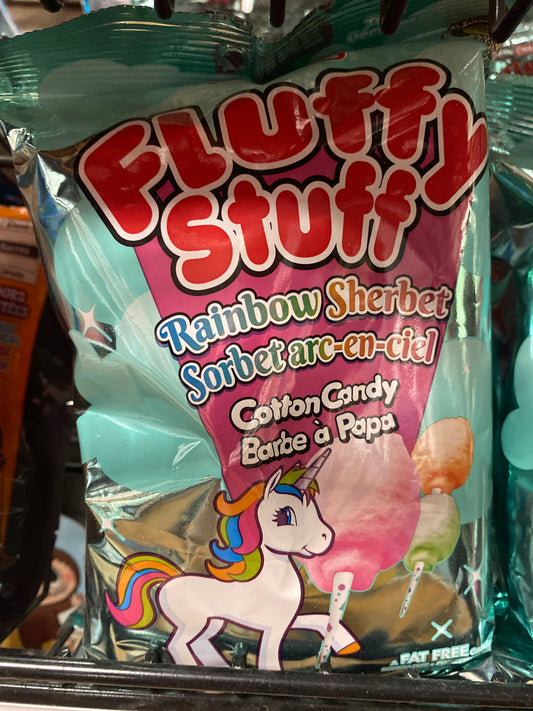 Fluffy
Stuff
Rainbow Sherbet
Sorbet arc-en-ciel
Cotton Candy
Barbe à Papa
FAT FREE